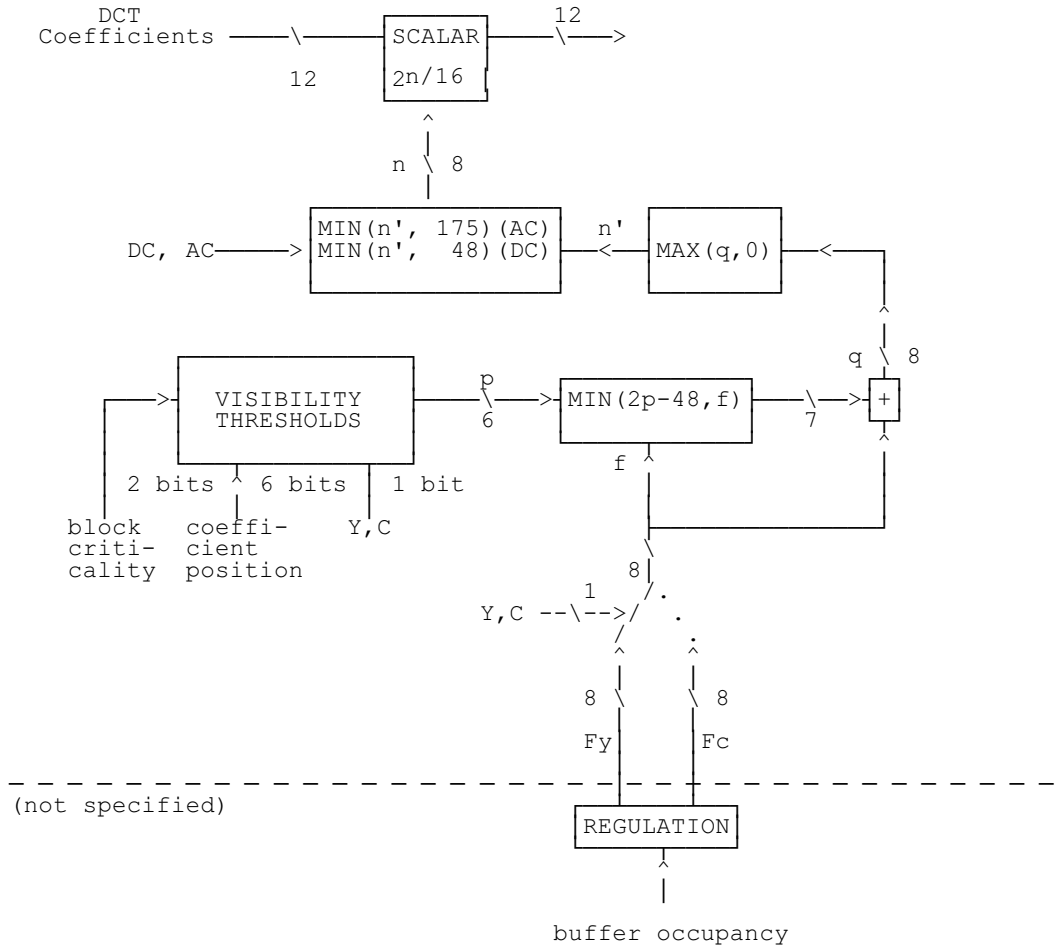 DCT 12
Coefficients SCALAR
12 2n/16
n 8
MIN(n', 175)(AC) n'
DC, AC MIN(n', 48)(DC) MAX(q,0)
q 8
p
VISIBILITY MIN(2p-48,f) +
THRESHOLDS 6 7
f
2 bits 6 bits 1 bit
block coeffi- Y,C
criti- cient
cality position
8
1
Y,C
8 8
Fy Fc
(not specified)
REGULATION
buffer occupancy